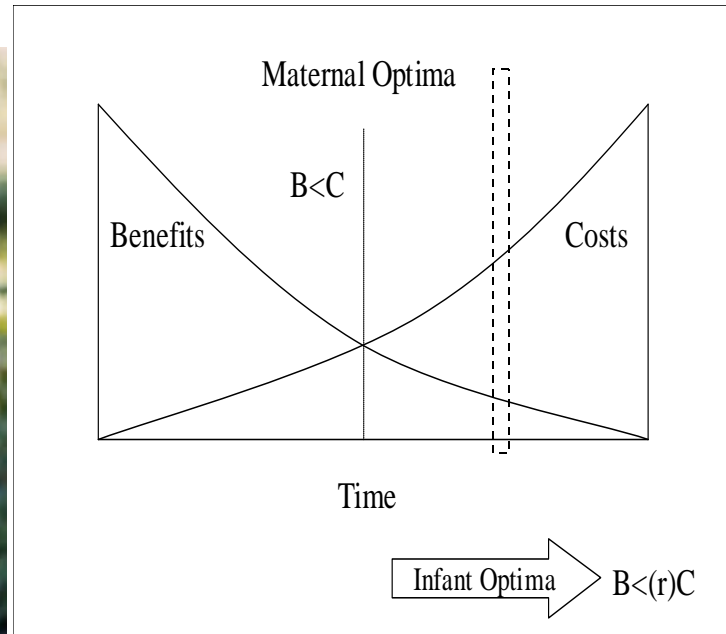 Maternal Optima
B<C
Benefits
Costs
Time
Infant Optima
B<(r)C